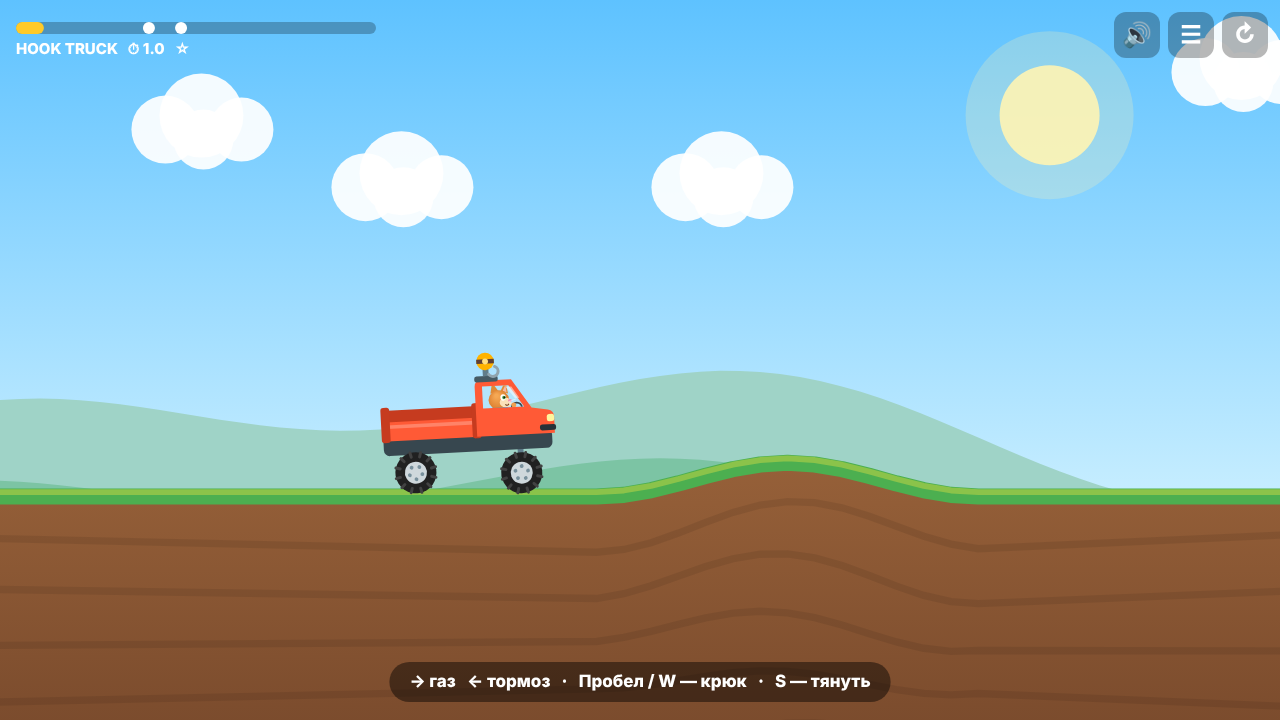 HOOK TRUCK ⏱ 1.0 ☆
→ газ ← тормоз · Пробел / W — крюк · S — тянуть